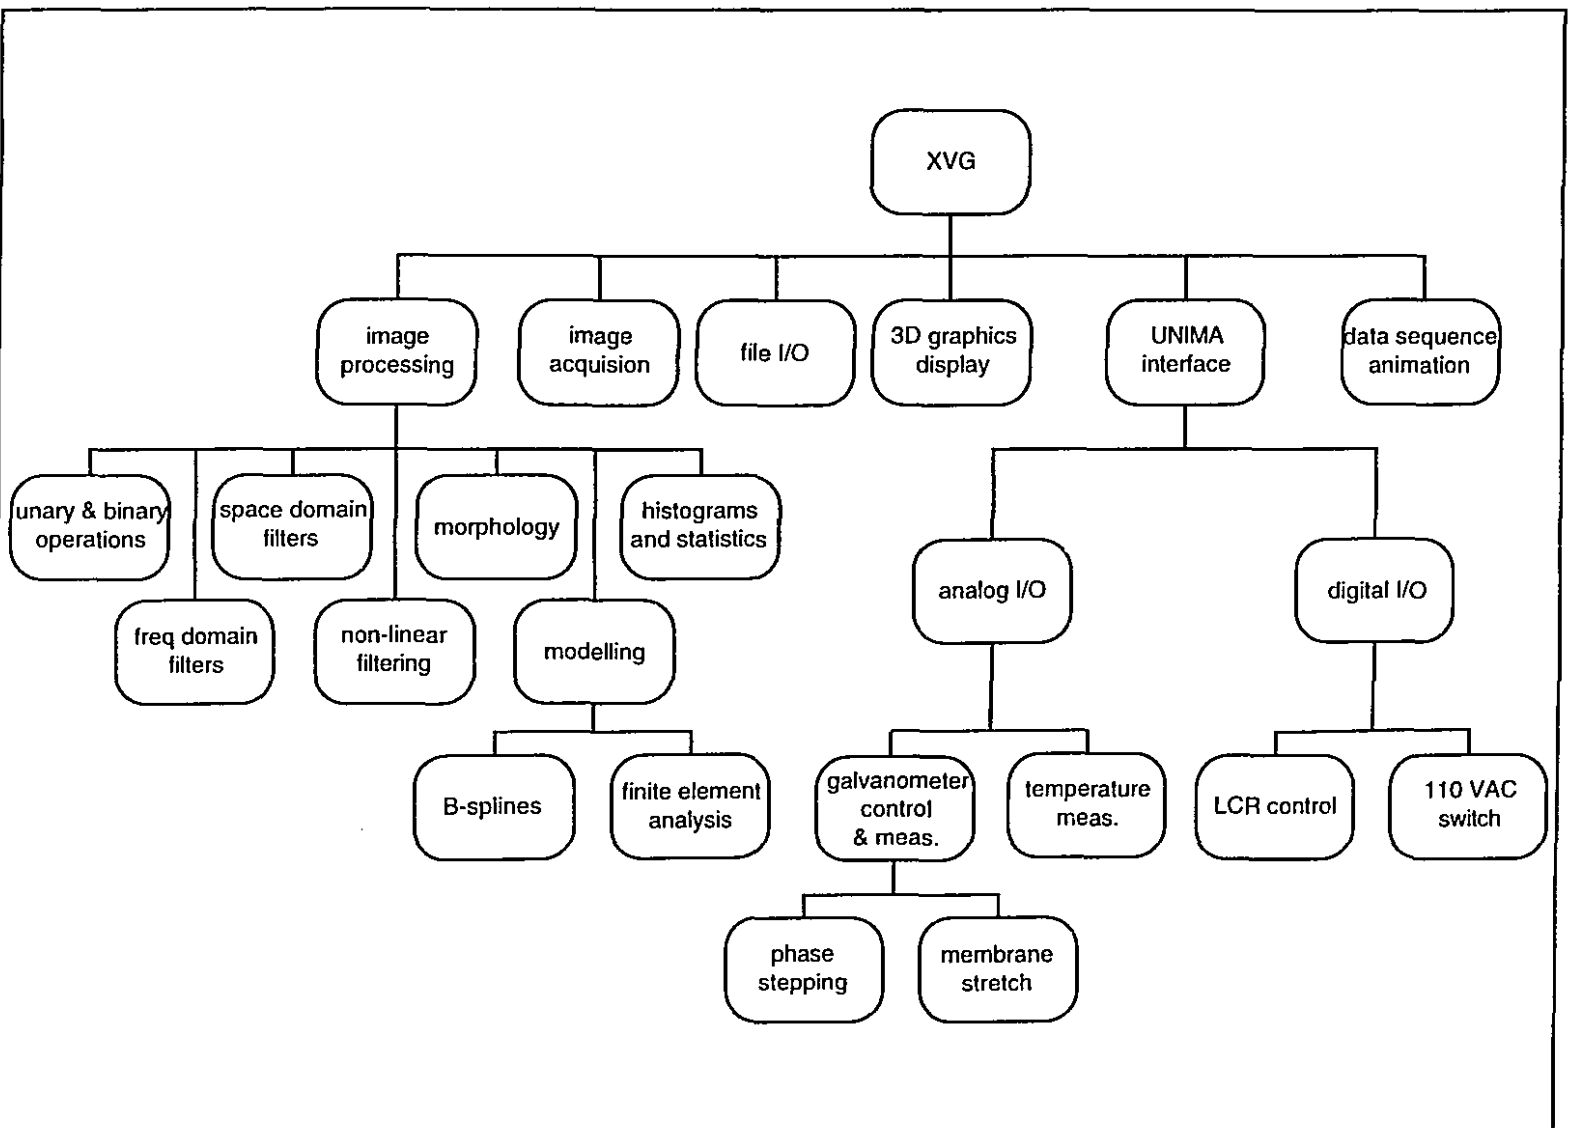 XVG
image
processing
image
acquision
file I/O
3D graphics
display
UNIMA
interface
data sequence
animation
unary & binary
operations
space domain
filters
morphology
histograms
and statistics
freq domain
filters
non-linear
filtering
modelling
analog I/O
digital I/O
B-splines
finite element
analysis
galvanometer
control
& meas.
temperature
meas.
LCR control
110 VAC
switch
phase
stepping
membrane
stretch